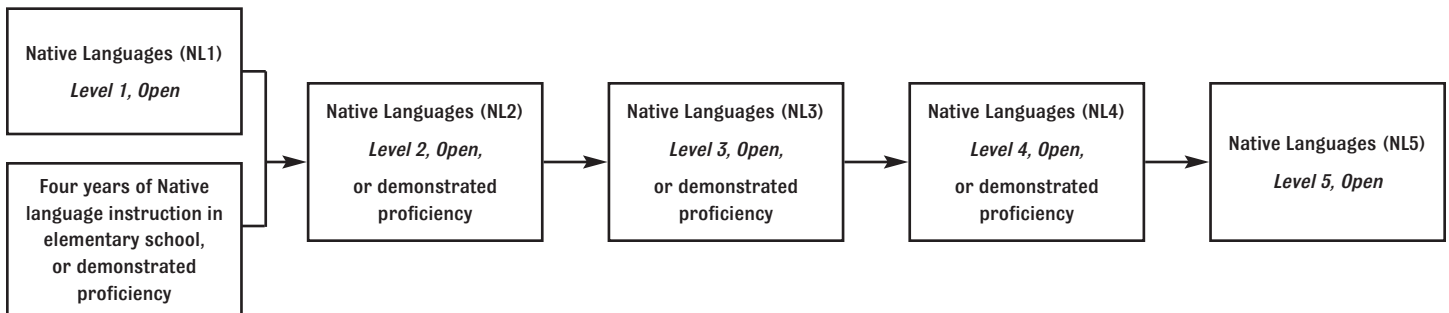 Native Languages (NL1)
Level 1, Open
Four years of Native
language instruction in
elementary school,
or demonstrated
proficiency
Native Languages (NL2)
Level 2, Open,
or demonstrated
proficiency
Native Languages (NL3)
Level 3, Open,
or demonstrated
proficiency
Native Languages (NL4)
Level 4, Open,
or demonstrated
proficiency
Native Languages (NL5)
Level 5, Open